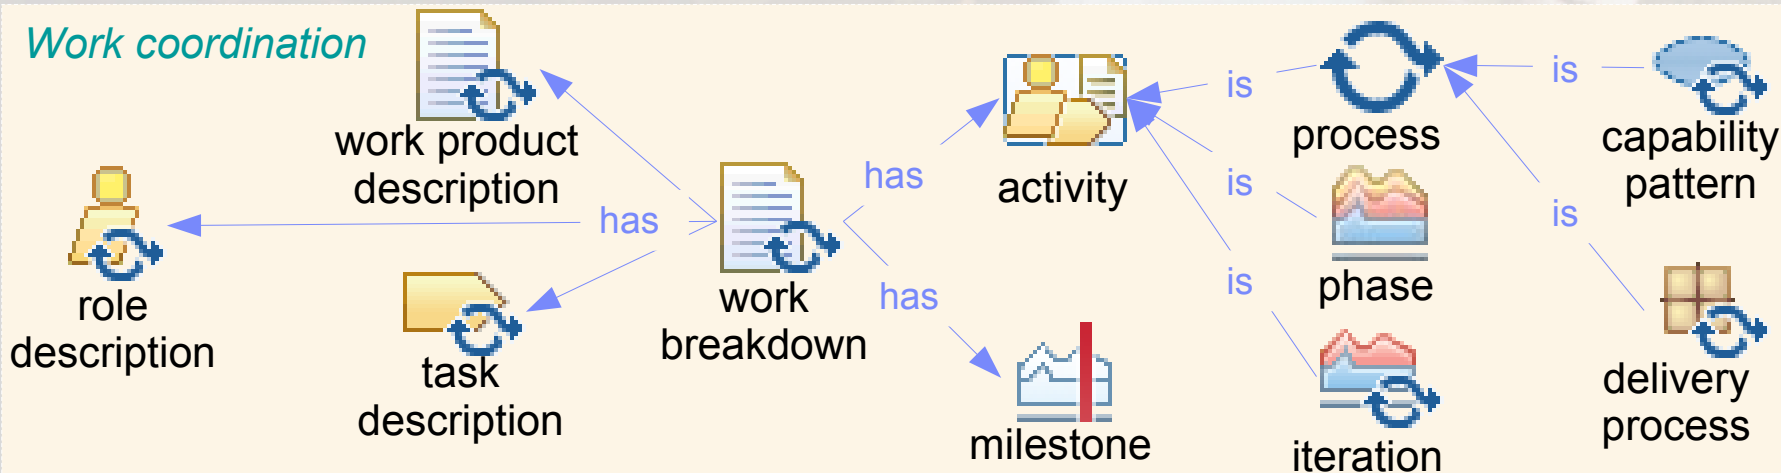 Work coordination
work product
description
role
description
has
task
description
work
breakdown
has
has
activity
milestone
is
is
is
process
phase
iteration
is
is
capability
pattern
delivery
process